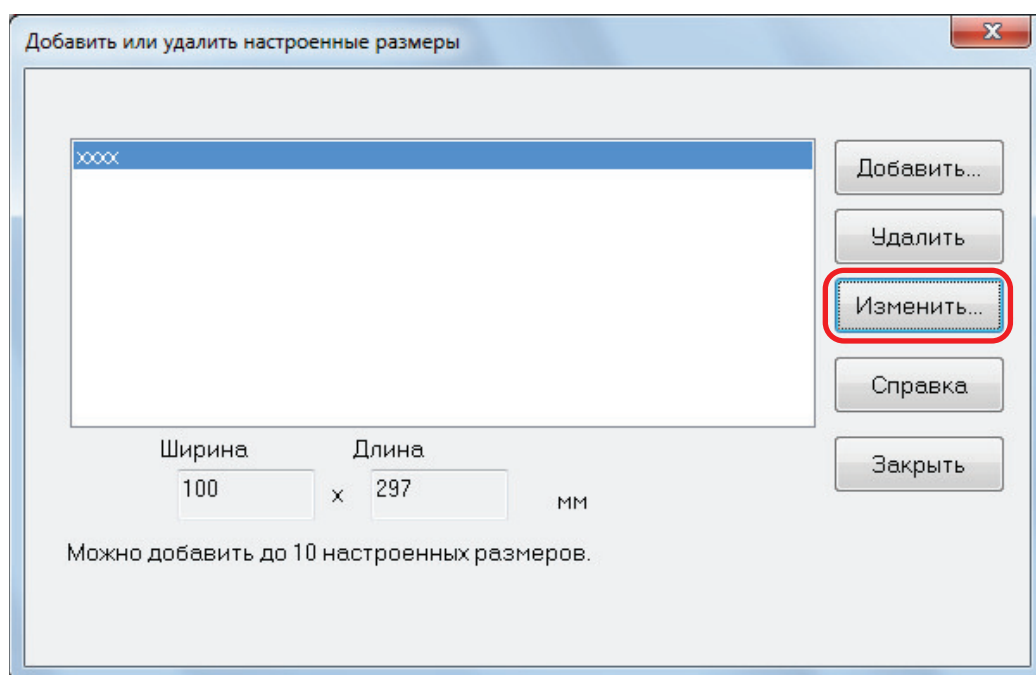 Добавить или удалить настроенные размеры
xxxx
Добавить...
Удалить
Изменить...
Справка
Закрыть
Ширина Длина
100 x 297 мм
Можно добавить до 10 настроенных размеров.